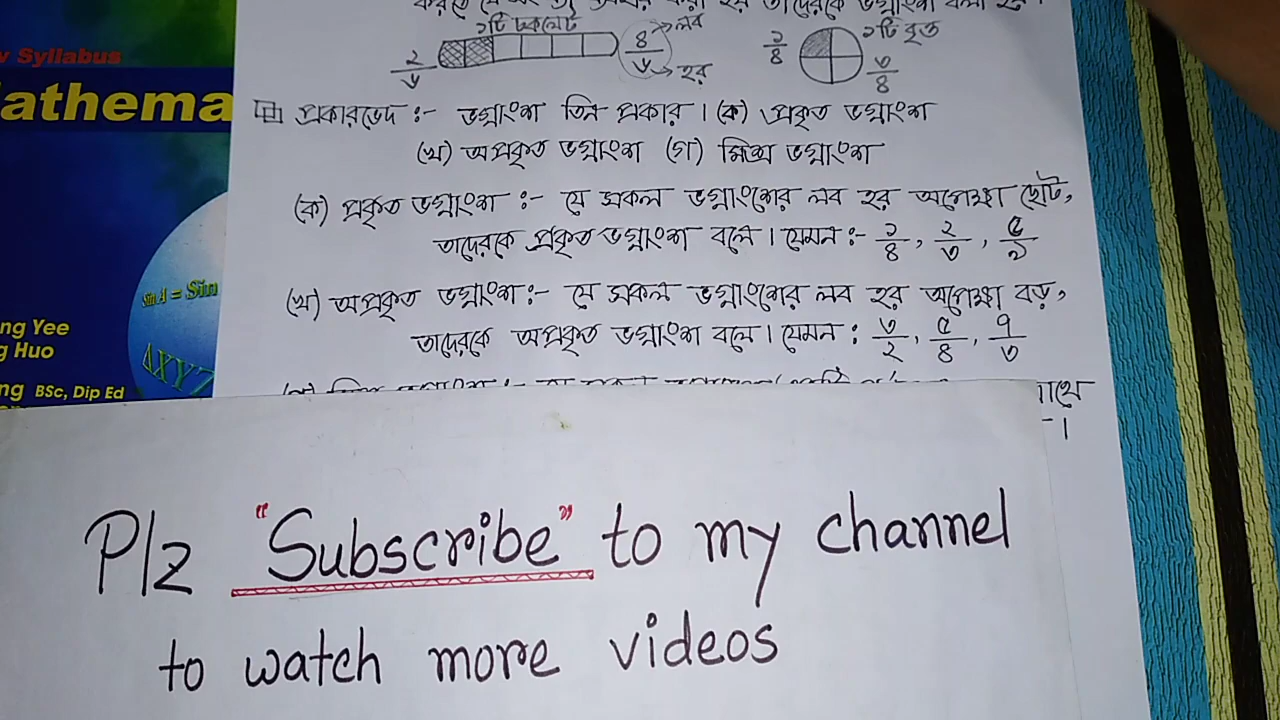 ১টি চকলেট
২/৬ ৪/৬ লব হর
১/৪ ১টি বৃত্ত ৩/৪
প্রকারভেদ :- ভগ্নাংশ তিন প্রকার। (ক) প্রকৃত ভগ্নাংশ
(খ) অপ্রকৃত ভগ্নাংশ (গ) মিশ্র ভগ্নাংশ
(ক) প্রকৃত ভগ্নাংশ :- যে সকল ভগ্নাংশের লব হর অপেক্ষা ছোট,
তাদেরকে প্রকৃত ভগ্নাংশ বলে। যেমন :- ১/৪, ২/৩, ৫/৯
(খ) অপ্রকৃত ভগ্নাংশ :- যে সকল ভগ্নাংশের লব হর অপেক্ষা বড়,
তাদেরকে অপ্রকৃত ভগ্নাংশ বলে। যেমন : ৩/২, ৫/৪, ৭/৩
Syllabus
athema
sin A = Sin
ΔXYZ
ng Yee
g Huo
ng BSc, Dip Ed
Plz "Subscribe" to my channel
to watch more videos